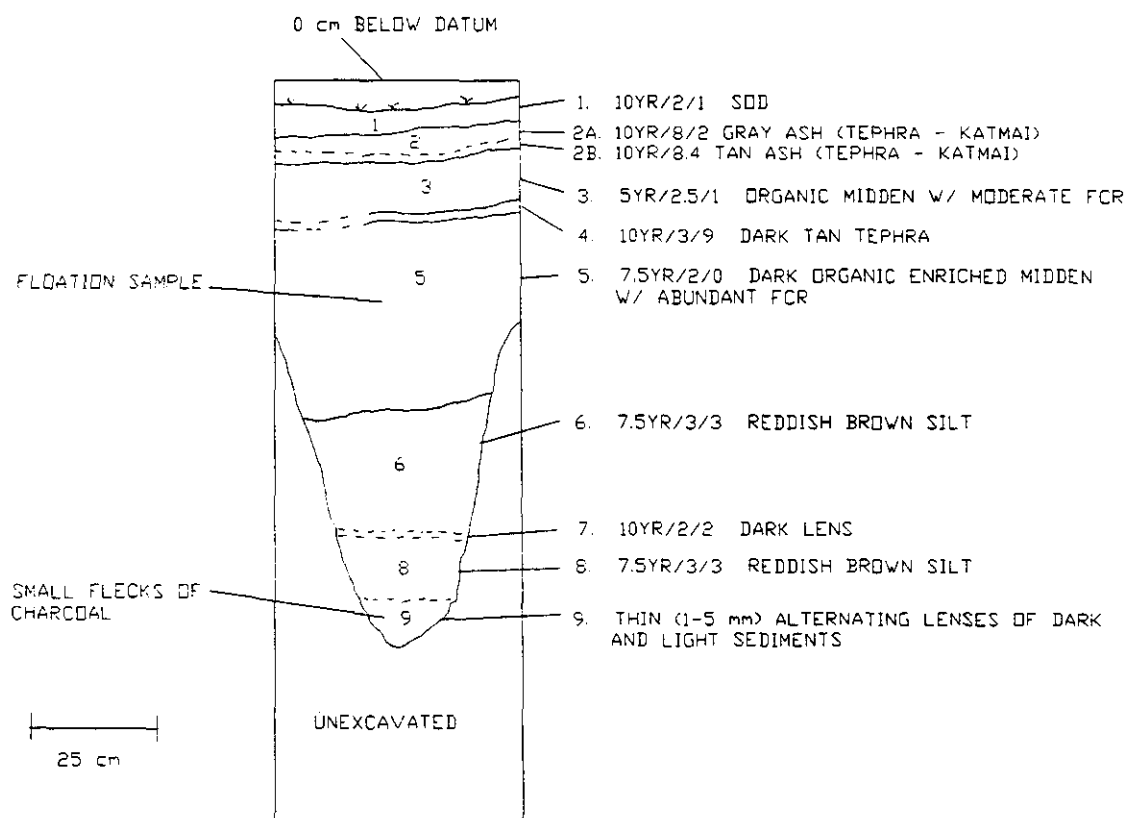 0 cm BELOW DATUM
1. 10YR/2/1 SOD
2A. 10YR/8/2 GRAY ASH (TEPHRA - KATMAI)
2B. 10YR/8.4 TAN ASH (TEPHRA - KATMAI)
3. 5YR/2.5/1 ORGANIC MIDDEN W/ MODERATE FCR
4. 10YR/3/9 DARK TAN TEPHRA
5. 7.5YR/2/0 DARK ORGANIC ENRICHED MIDDEN
W/ ABUNDANT FCR
6. 7.5YR/3/3 REDDISH BROWN SILT
7. 10YR/2/2 DARK LENS
8. 7.5YR/3/3 REDDISH BROWN SILT
9. THIN (1-5 mm) ALTERNATING LENSES OF DARK
AND LIGHT SEDIMENTS
1
2
3
5
6
8
9
FLOATION SAMPLE
SMALL FLECKS OF
CHARCOAL
UNEXCAVATED
25 cm